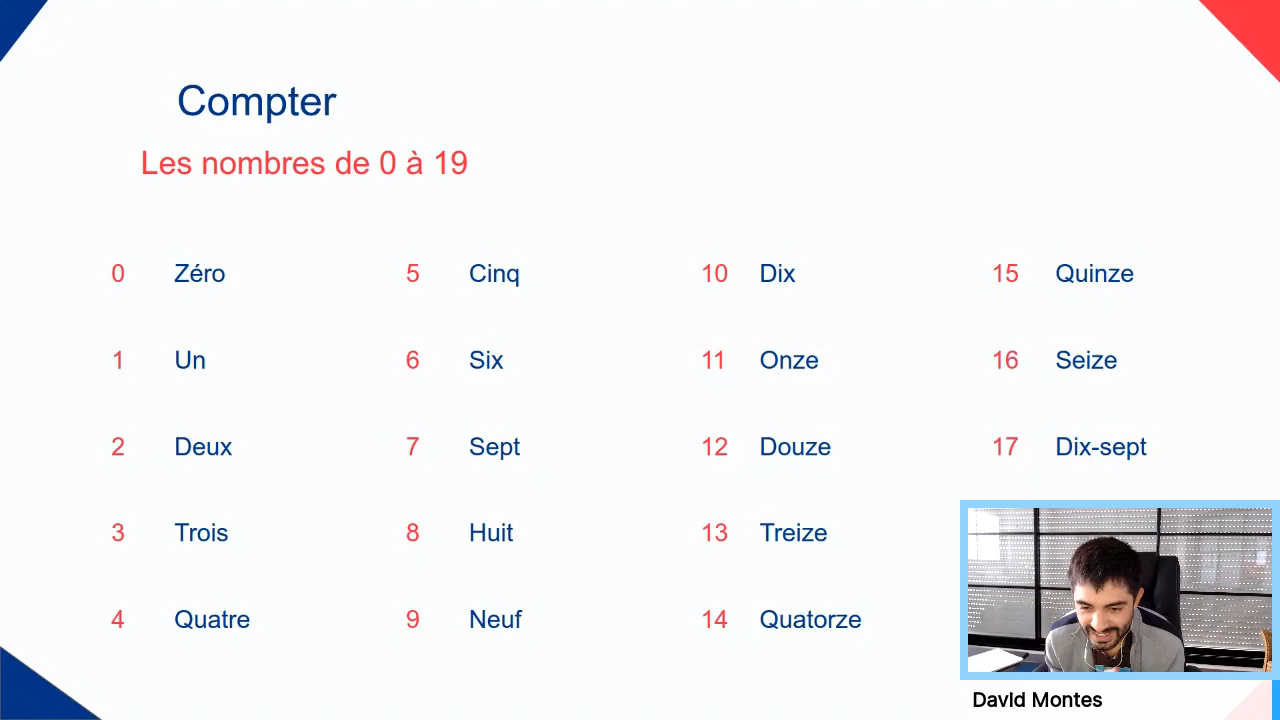 Compter
Les nombres de 0 à 19
0 Zéro 5 Cinq 10 Dix 15 Quinze
1 Un 6 Six 11 Onze 16 Seize
2 Deux 7 Sept 12 Douze 17 Dix-sept
3 Trois 8 Huit 13 Treize
4 Quatre 9 Neuf 14 Quatorze
David Montes